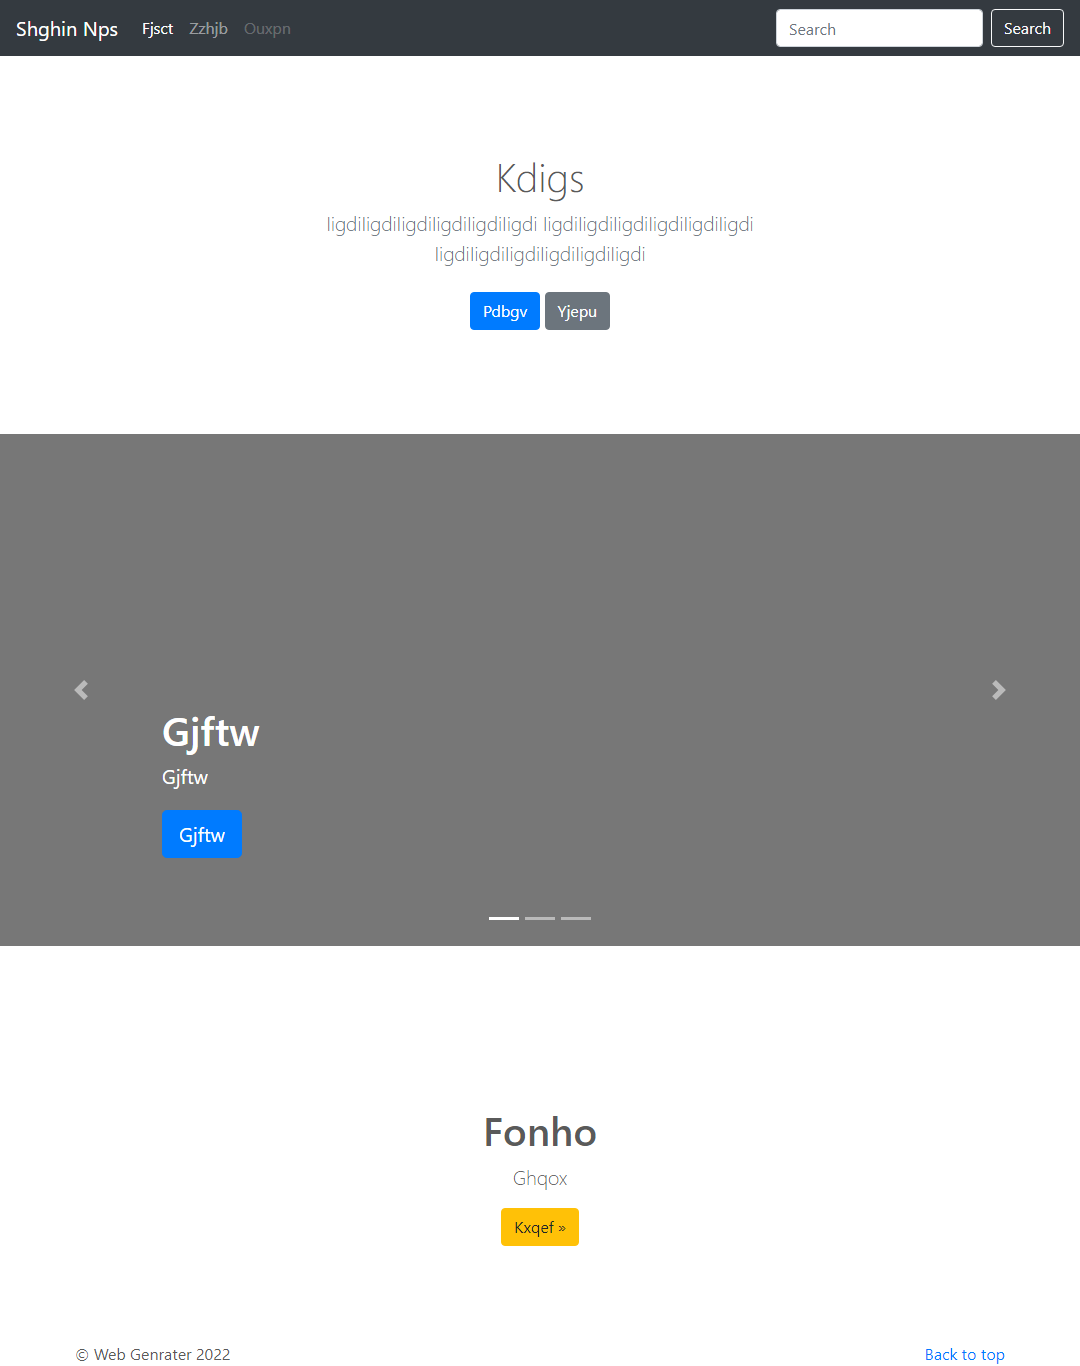 Shghin Nps Fjsct Zzhjb Ouxpn Search Search
Kdigs
ligdiligdiligdiligdiligdiligdi ligdiligdiligdiligdiligdiligdi
ligdiligdiligdiligdiligdiligdi
Pdbgv Yjepu
Gjftw
Gjftw
Gjftw
Fonho
Ghqox
Kxqef »
© Web Genrater 2022 Back to top